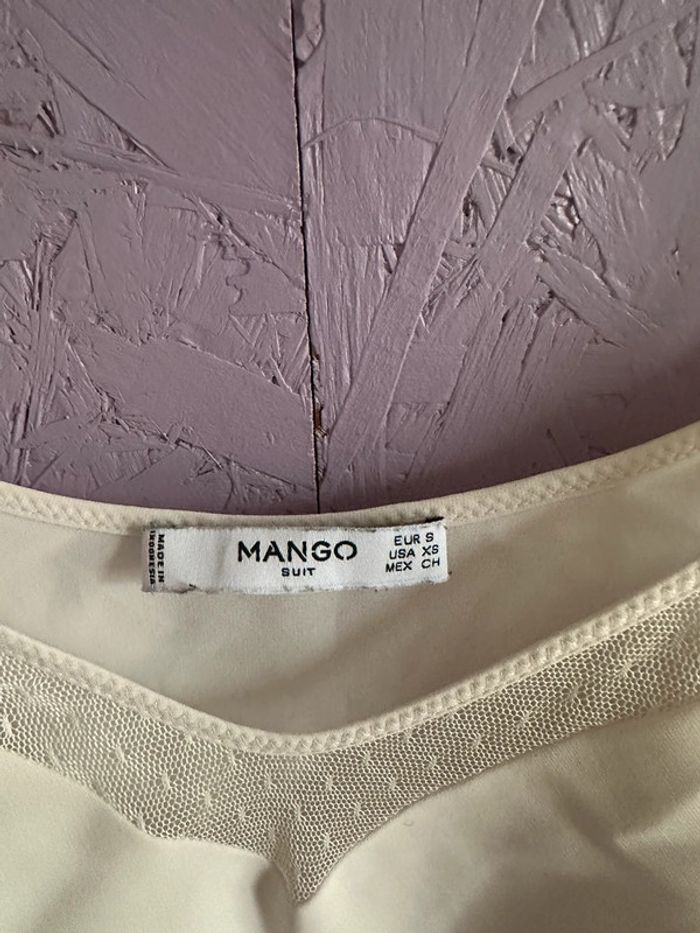 MADE IN
INDONESIA
MANGO
SUIT
EUR S
USA XS
MEX CH